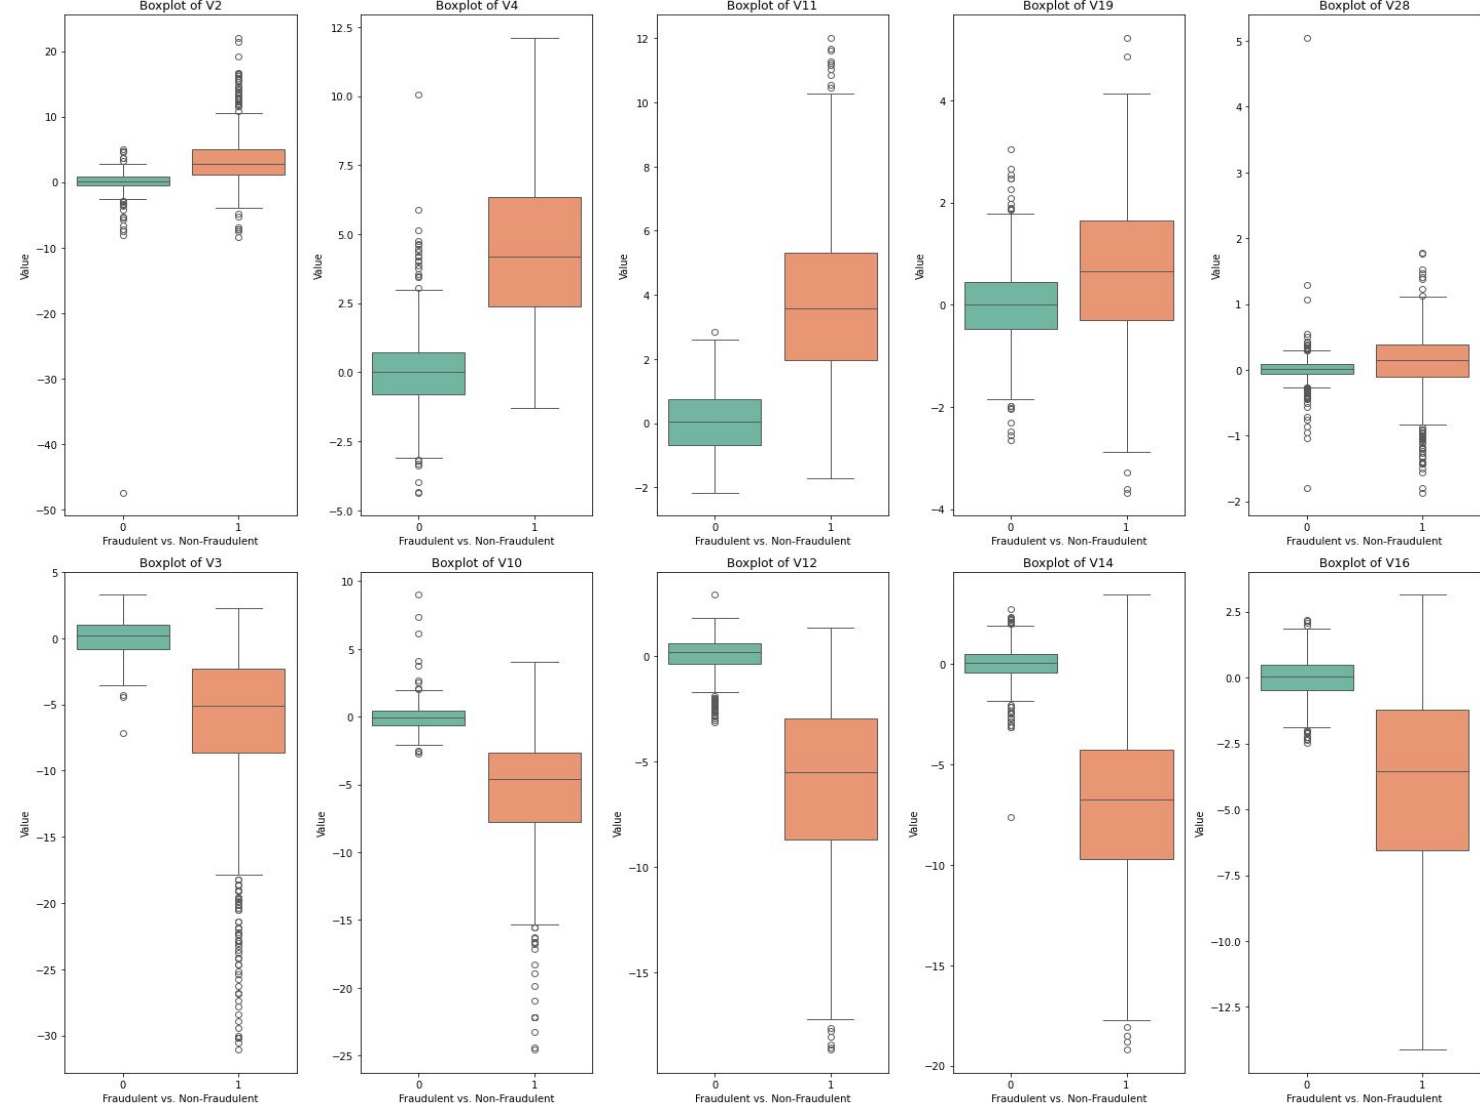 Boxplot of V2
Boxplot of V4
Boxplot of V11
Boxplot of V19
Boxplot of V28
20
10
0
−10
−20
−30
−40
−50
Value
0
1
Fraudulent vs. Non-Fraudulent
12.5
10.0
7.5
5.0
2.5
0.0
−2.5
−5.0
Value
0
1
Fraudulent vs. Non-Fraudulent
12
10
8
6
4
2
0
−2
Value
0
1
Fraudulent vs. Non-Fraudulent
4
2
0
−2
−4
Value
0
1
Fraudulent vs. Non-Fraudulent
5
4
3
2
1
0
−1
−2
Value
0
1
Fraudulent vs. Non-Fraudulent
Boxplot of V3
Boxplot of V10
Boxplot of V12
Boxplot of V14
Boxplot of V16
5
0
−5
−10
−15
−20
−25
−30
Value
0
1
Fraudulent vs. Non-Fraudulent
10
5
0
−5
−10
−15
−20
−25
Value
0
1
Fraudulent vs. Non-Fraudulent
0
−5
−10
−15
Value
0
1
Fraudulent vs. Non-Fraudulent
0
−5
−10
−15
−20
Value
0
1
Fraudulent vs. Non-Fraudulent
2.5
0.0
−2.5
−5.0
−7.5
−10.0
−12.5
Value
0
1
Fraudulent vs. Non-Fraudulent